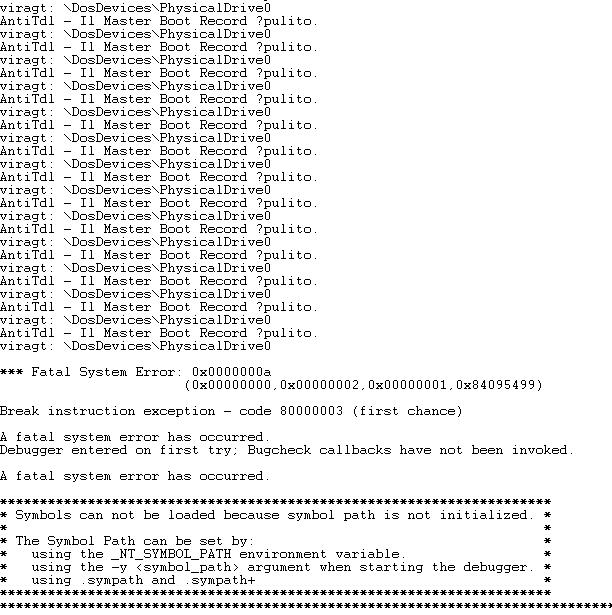 viragt: \DosDevices\PhysicalDrive0
AntiTdl - Il Master Boot Record ?pulito.
viragt: \DosDevices\PhysicalDrive0
AntiTdl - Il Master Boot Record ?pulito.
viragt: \DosDevices\PhysicalDrive0
AntiTdl - Il Master Boot Record ?pulito.
viragt: \DosDevices\PhysicalDrive0
AntiTdl - Il Master Boot Record ?pulito.
viragt: \DosDevices\PhysicalDrive0
AntiTdl - Il Master Boot Record ?pulito.
viragt: \DosDevices\PhysicalDrive0
AntiTdl - Il Master Boot Record ?pulito.
viragt: \DosDevices\PhysicalDrive0
AntiTdl - Il Master Boot Record ?pulito.
viragt: \DosDevices\PhysicalDrive0
AntiTdl - Il Master Boot Record ?pulito.
viragt: \DosDevices\PhysicalDrive0
AntiTdl - Il Master Boot Record ?pulito.
viragt: \DosDevices\PhysicalDrive0
AntiTdl - Il Master Boot Record ?pulito.
viragt: \DosDevices\PhysicalDrive0
AntiTdl - Il Master Boot Record ?pulito.
viragt: \DosDevices\PhysicalDrive0
AntiTdl - Il Master Boot Record ?pulito.
viragt: \DosDevices\PhysicalDrive0
AntiTdl - Il Master Boot Record ?pulito.
viragt: \DosDevices\PhysicalDrive0
*** Fatal System Error: 0x0000000a
(0x00000000,0x00000002,0x00000001,0x84095499)
Break instruction exception - code 80000003 (first chance)
A fatal system error has occurred.
Debugger entered on first try; Bugcheck callbacks have not been invoked.
A fatal system error has occurred.
*********************************************************************
* Symbols can not be loaded because symbol path is not initialized. *
* *
* The Symbol Path can be set by: *
* using the _NT_SYMBOL_PATH environment variable. *
* using the -y <symbol_path> argument when starting the debugger. *
* using .sympath and .sympath+ *
*********************************************************************
*****************************************************************************